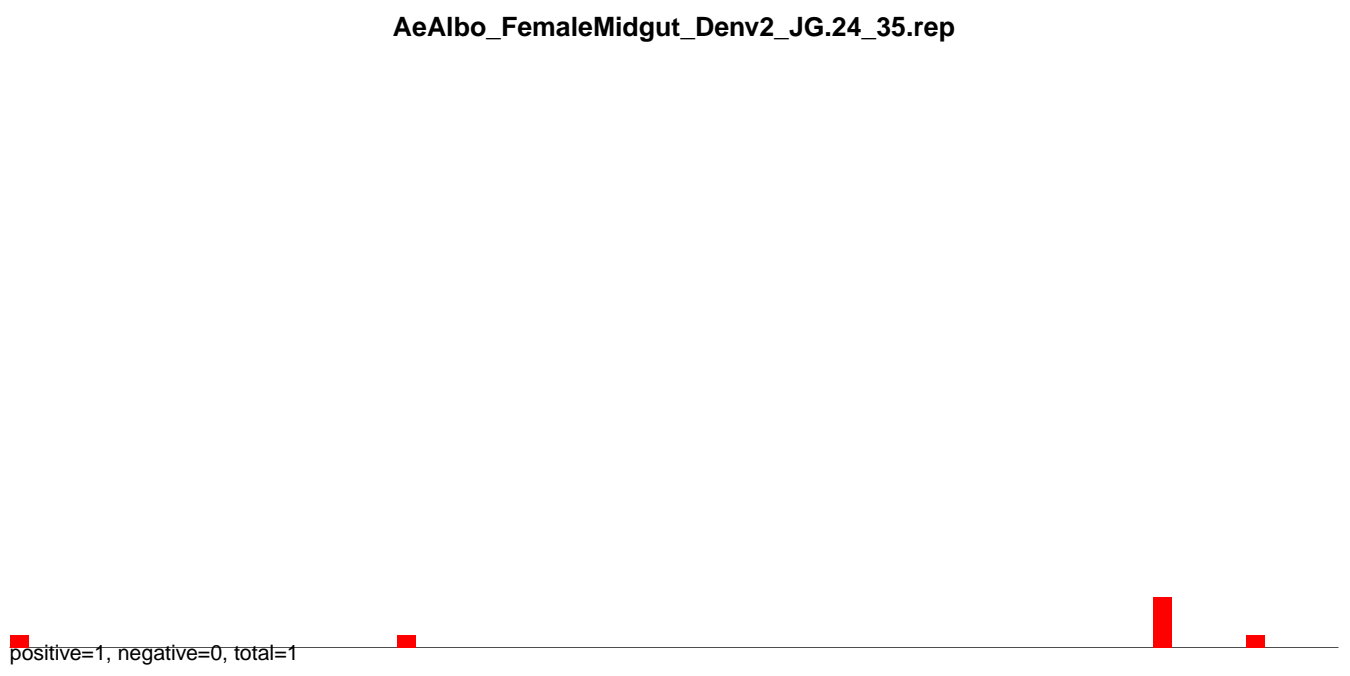 AeAlbo_FemaleMidgut_Denv2_JG.24_35.rep
positive=1, negative=0, total=1